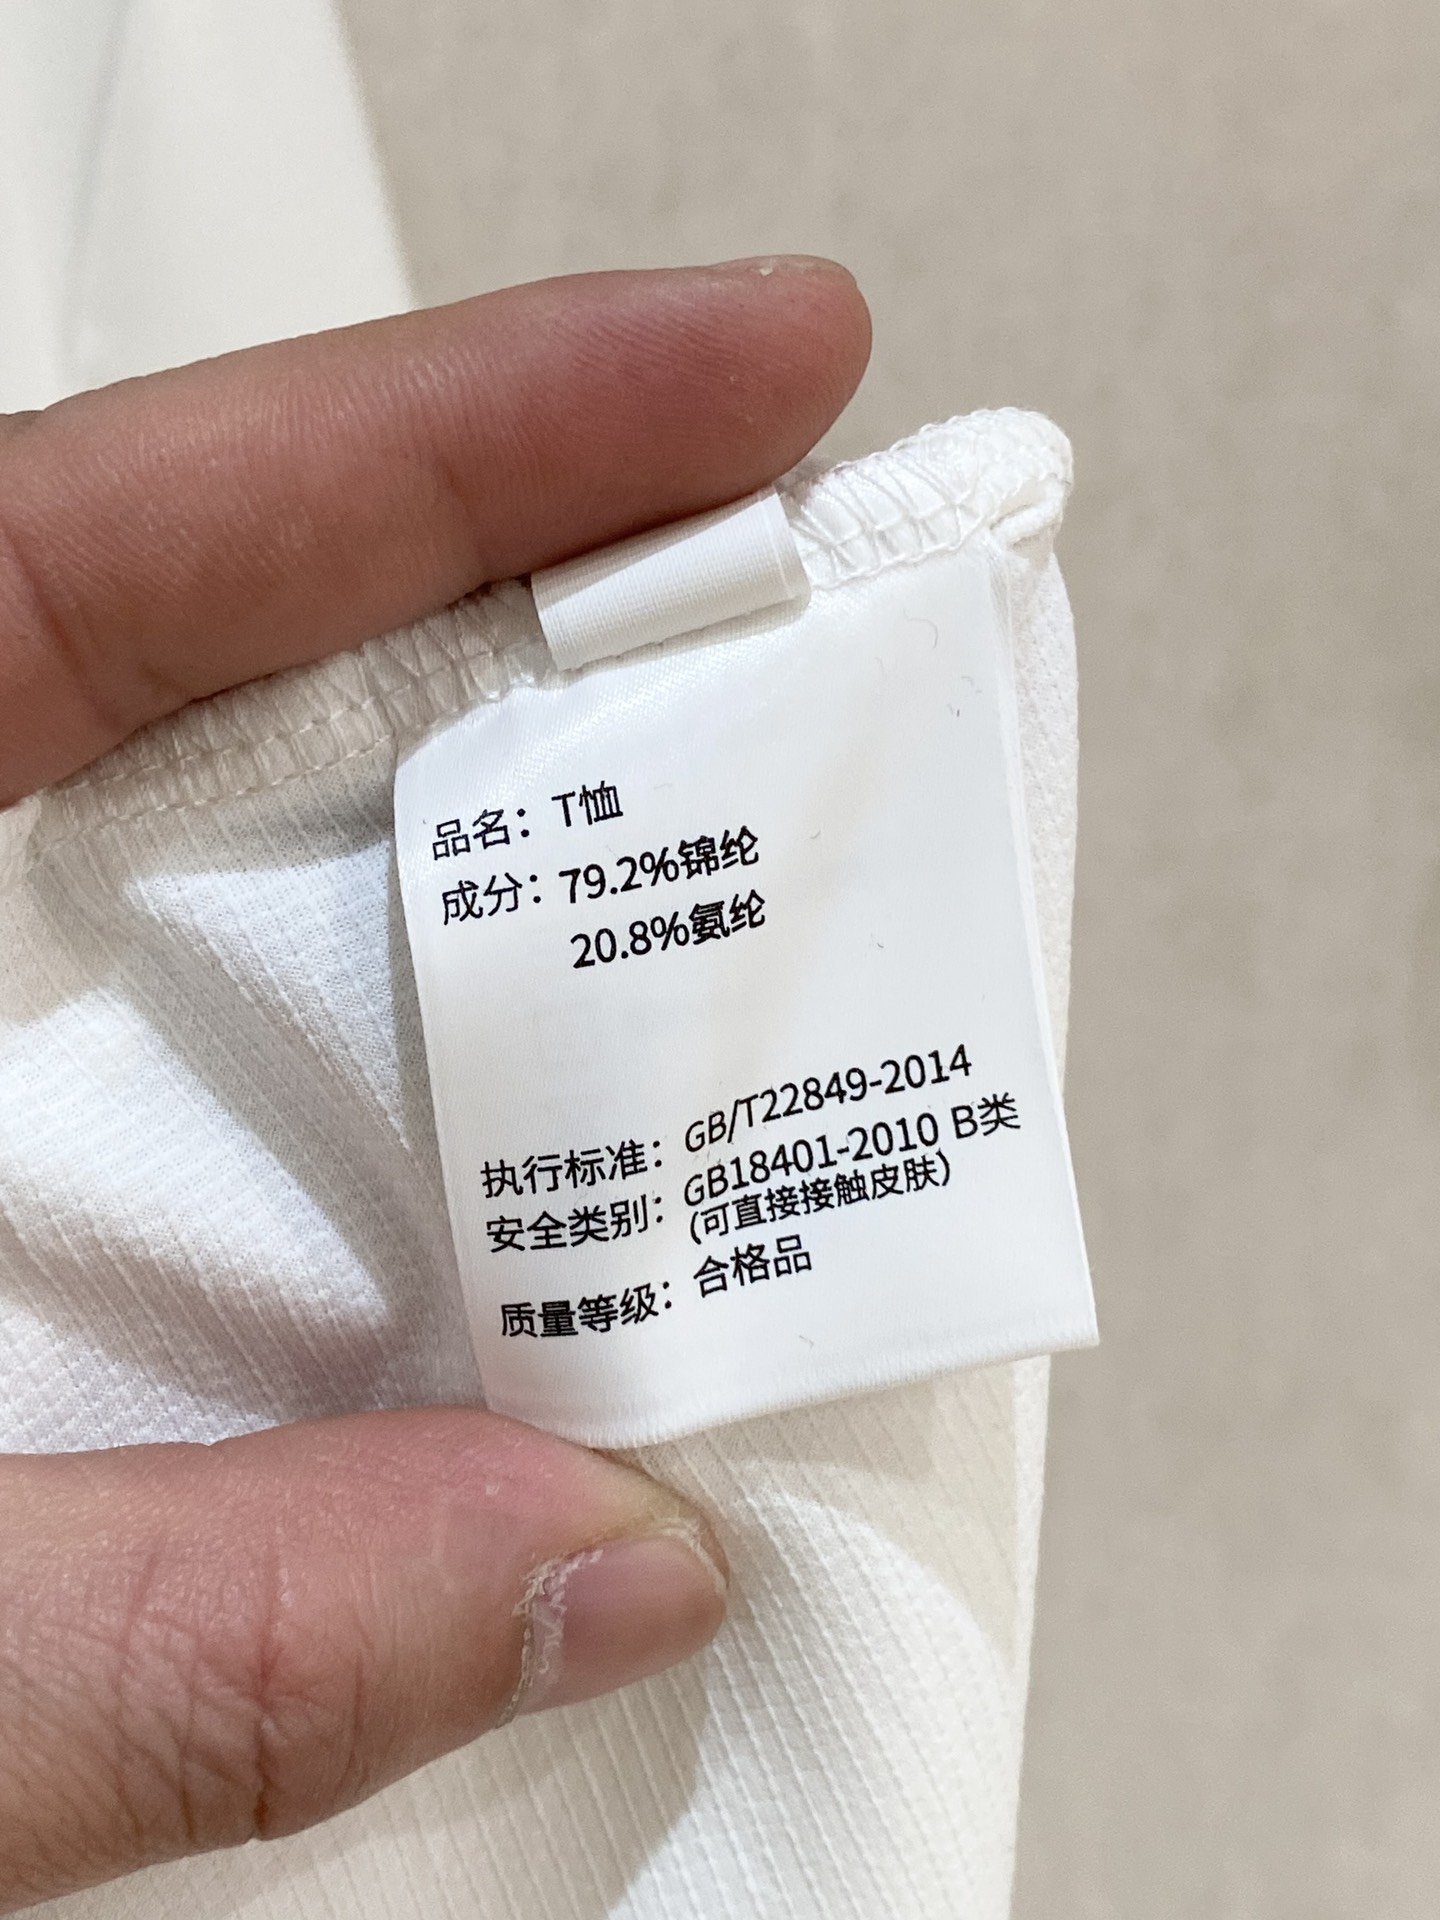 品名：T恤
成分：79.2%锦纶
20.8%氨纶
执行标准：GB/T22849-2014
安全类别：GB18401-2010 B类
(可直接接触皮肤)
质量等级：合格品